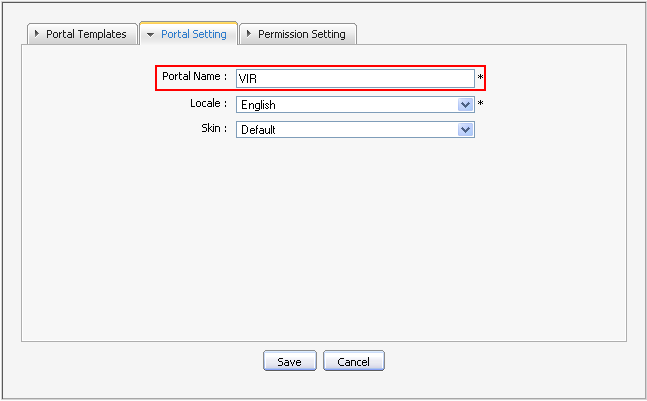 Portal Templates Portal Setting Permission Setting
Portal Name : VIR *
Locale : English *
Skin : Default
Save Cancel